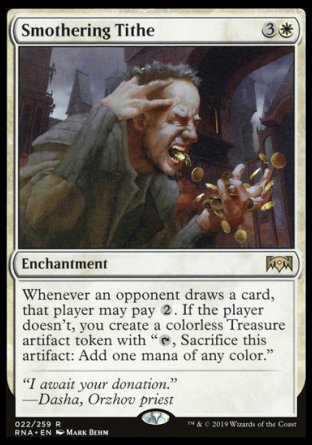 Smothering Tithe 3
Enchantment
Whenever an opponent draws a card,
that player may pay 2. If the player
doesn't, you create a colorless Treasure
artifact token with “T, Sacrifice this
artifact: Add one mana of any color.”
“I await your donation.”
—Dasha, Orzhov priest
022/259 R
RNA • EN MARK BEHM
™ & © 2019 Wizards of the Coast